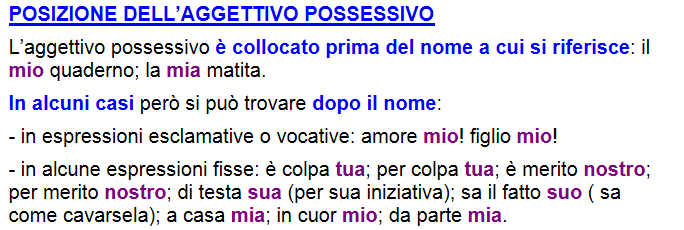 POSIZIONE DELL'AGGETTIVO POSSESSIVO
L'aggettivo possessivo è collocato prima del nome a cui si riferisce: il
mio quaderno; la mia matita.
In alcuni casi però si può trovare dopo il nome:
- in espressioni esclamative o vocative: amore mio! figlio mio!
- in alcune espressioni fisse: è colpa tua; per colpa tua; è merito nostro;
per merito nostro; di testa sua (per sua iniziativa); sa il fatto suo ( sa
come cavarsela); a casa mia; in cuor mio; da parte mia.